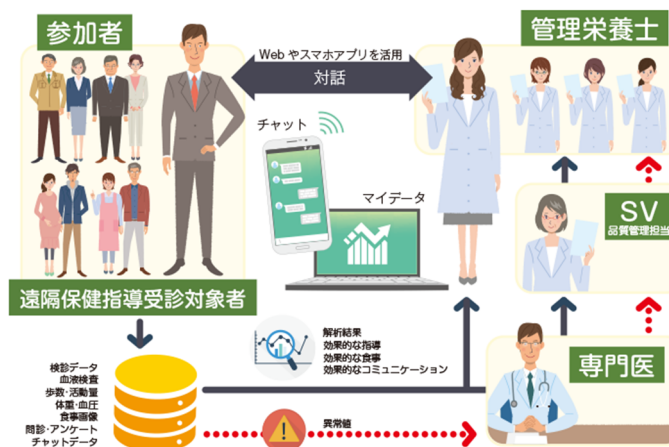 参加者
Webやスマホアプリを活用
対話
管理栄養士
チャット
マイデータ
SV
品質管理担当
遠隔保健指導受診対象者
検診データ
血液検査
歩数・活動量
体重・血圧
食事画像
問診・アンケート
チャットデータ
解析結果
効果的な指導
効果的な食事
効果的なコミュニケーション
異常値
専門医